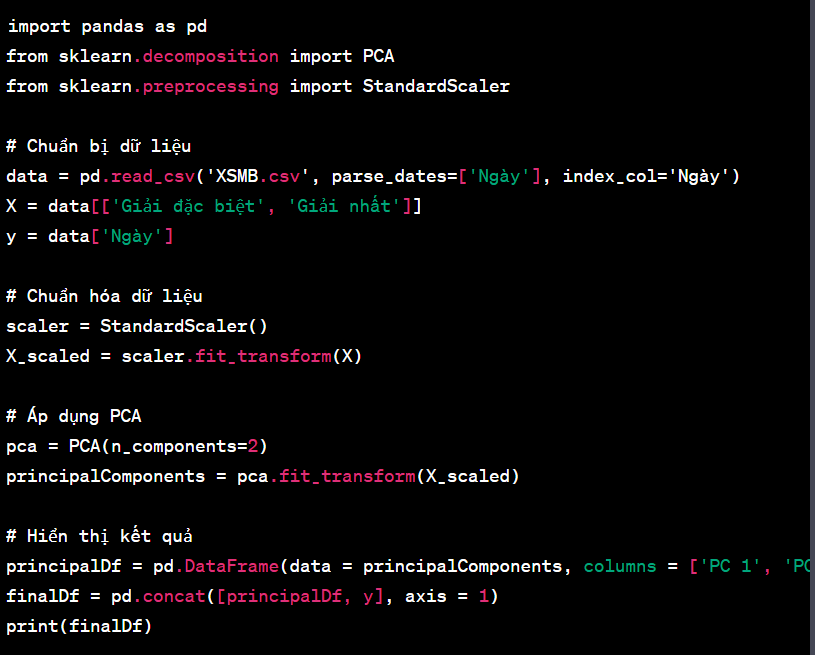 import pandas as pd
from sklearn.decomposition import PCA
from sklearn.preprocessing import StandardScaler
# Chuẩn bị dữ liệu
data = pd.read_csv('XSMB.csv', parse_dates=['Ngày'], index_col='Ngày')
X = data[['Giải đặc biệt', 'Giải nhất']]
y = data['Ngày']
# Chuẩn hóa dữ liệu
scaler = StandardScaler()
X_scaled = scaler.fit_transform(X)
# Áp dụng PCA
pca = PCA(n_components=2)
principalComponents = pca.fit_transform(X_scaled)
# Hiển thị kết quả
principalDf = pd.DataFrame(data = principalComponents, columns = ['PC 1', 'PC
finalDf = pd.concat([principalDf, y], axis = 1)
print(finalDf)